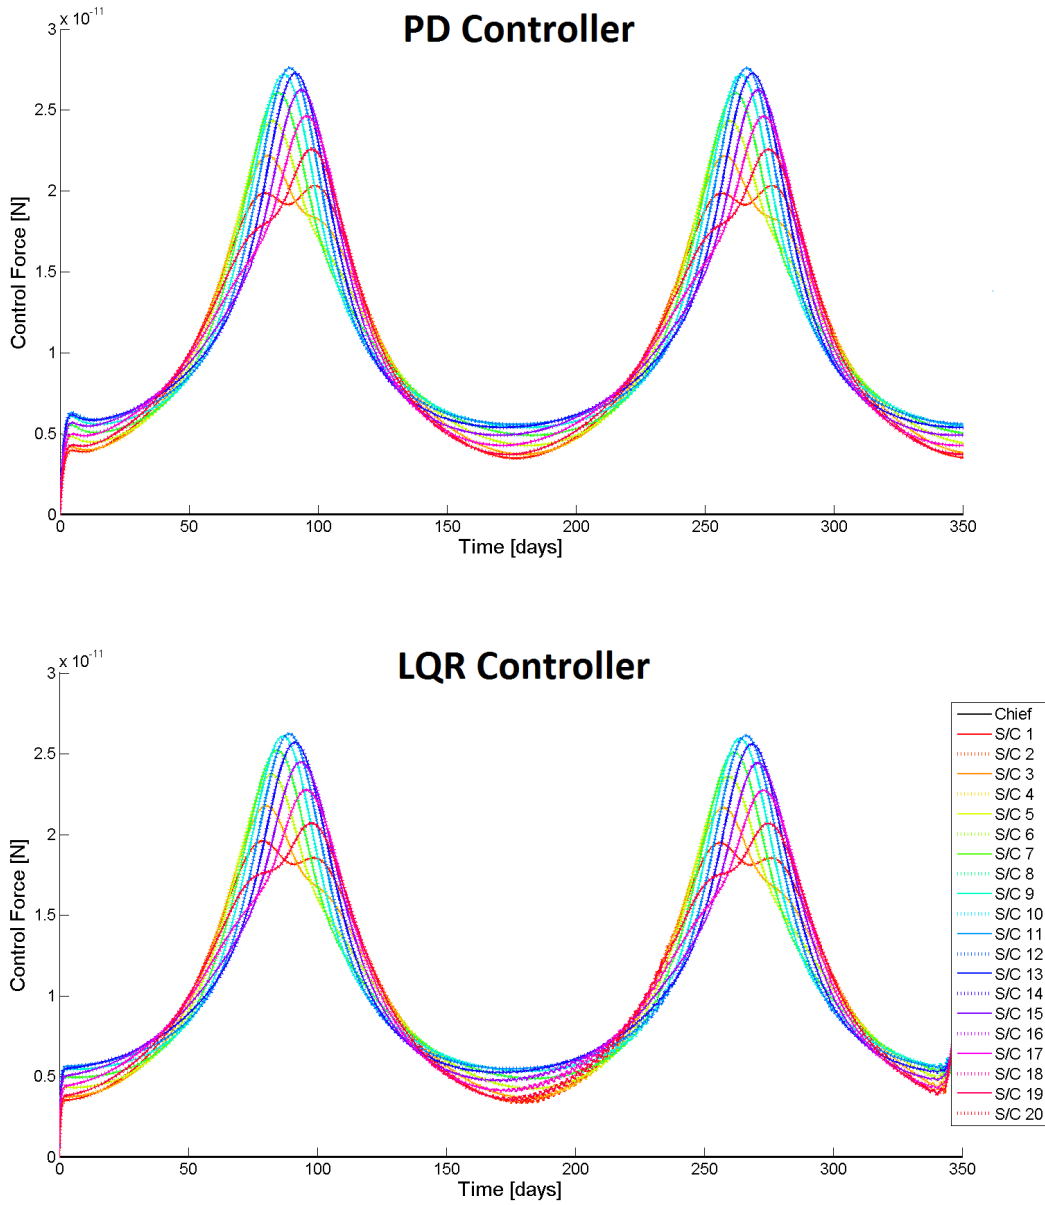 PD Controller
x 10-11
3
2.5
2
1.5
1
0.5
0
Control Force [N]
0 50 100 150 200 250 300 350
Time [days]
LQR Controller
x 10-11
3
2.5
2
1.5
1
0.5
0
Control Force [N]
0 50 100 150 200 250 300 350
Time [days]
Chief
S/C 1
S/C 2
S/C 3
S/C 4
S/C 5
S/C 6
S/C 7
S/C 8
S/C 9
S/C 10
S/C 11
S/C 12
S/C 13
S/C 14
S/C 15
S/C 16
S/C 17
S/C 18
S/C 19
S/C 20